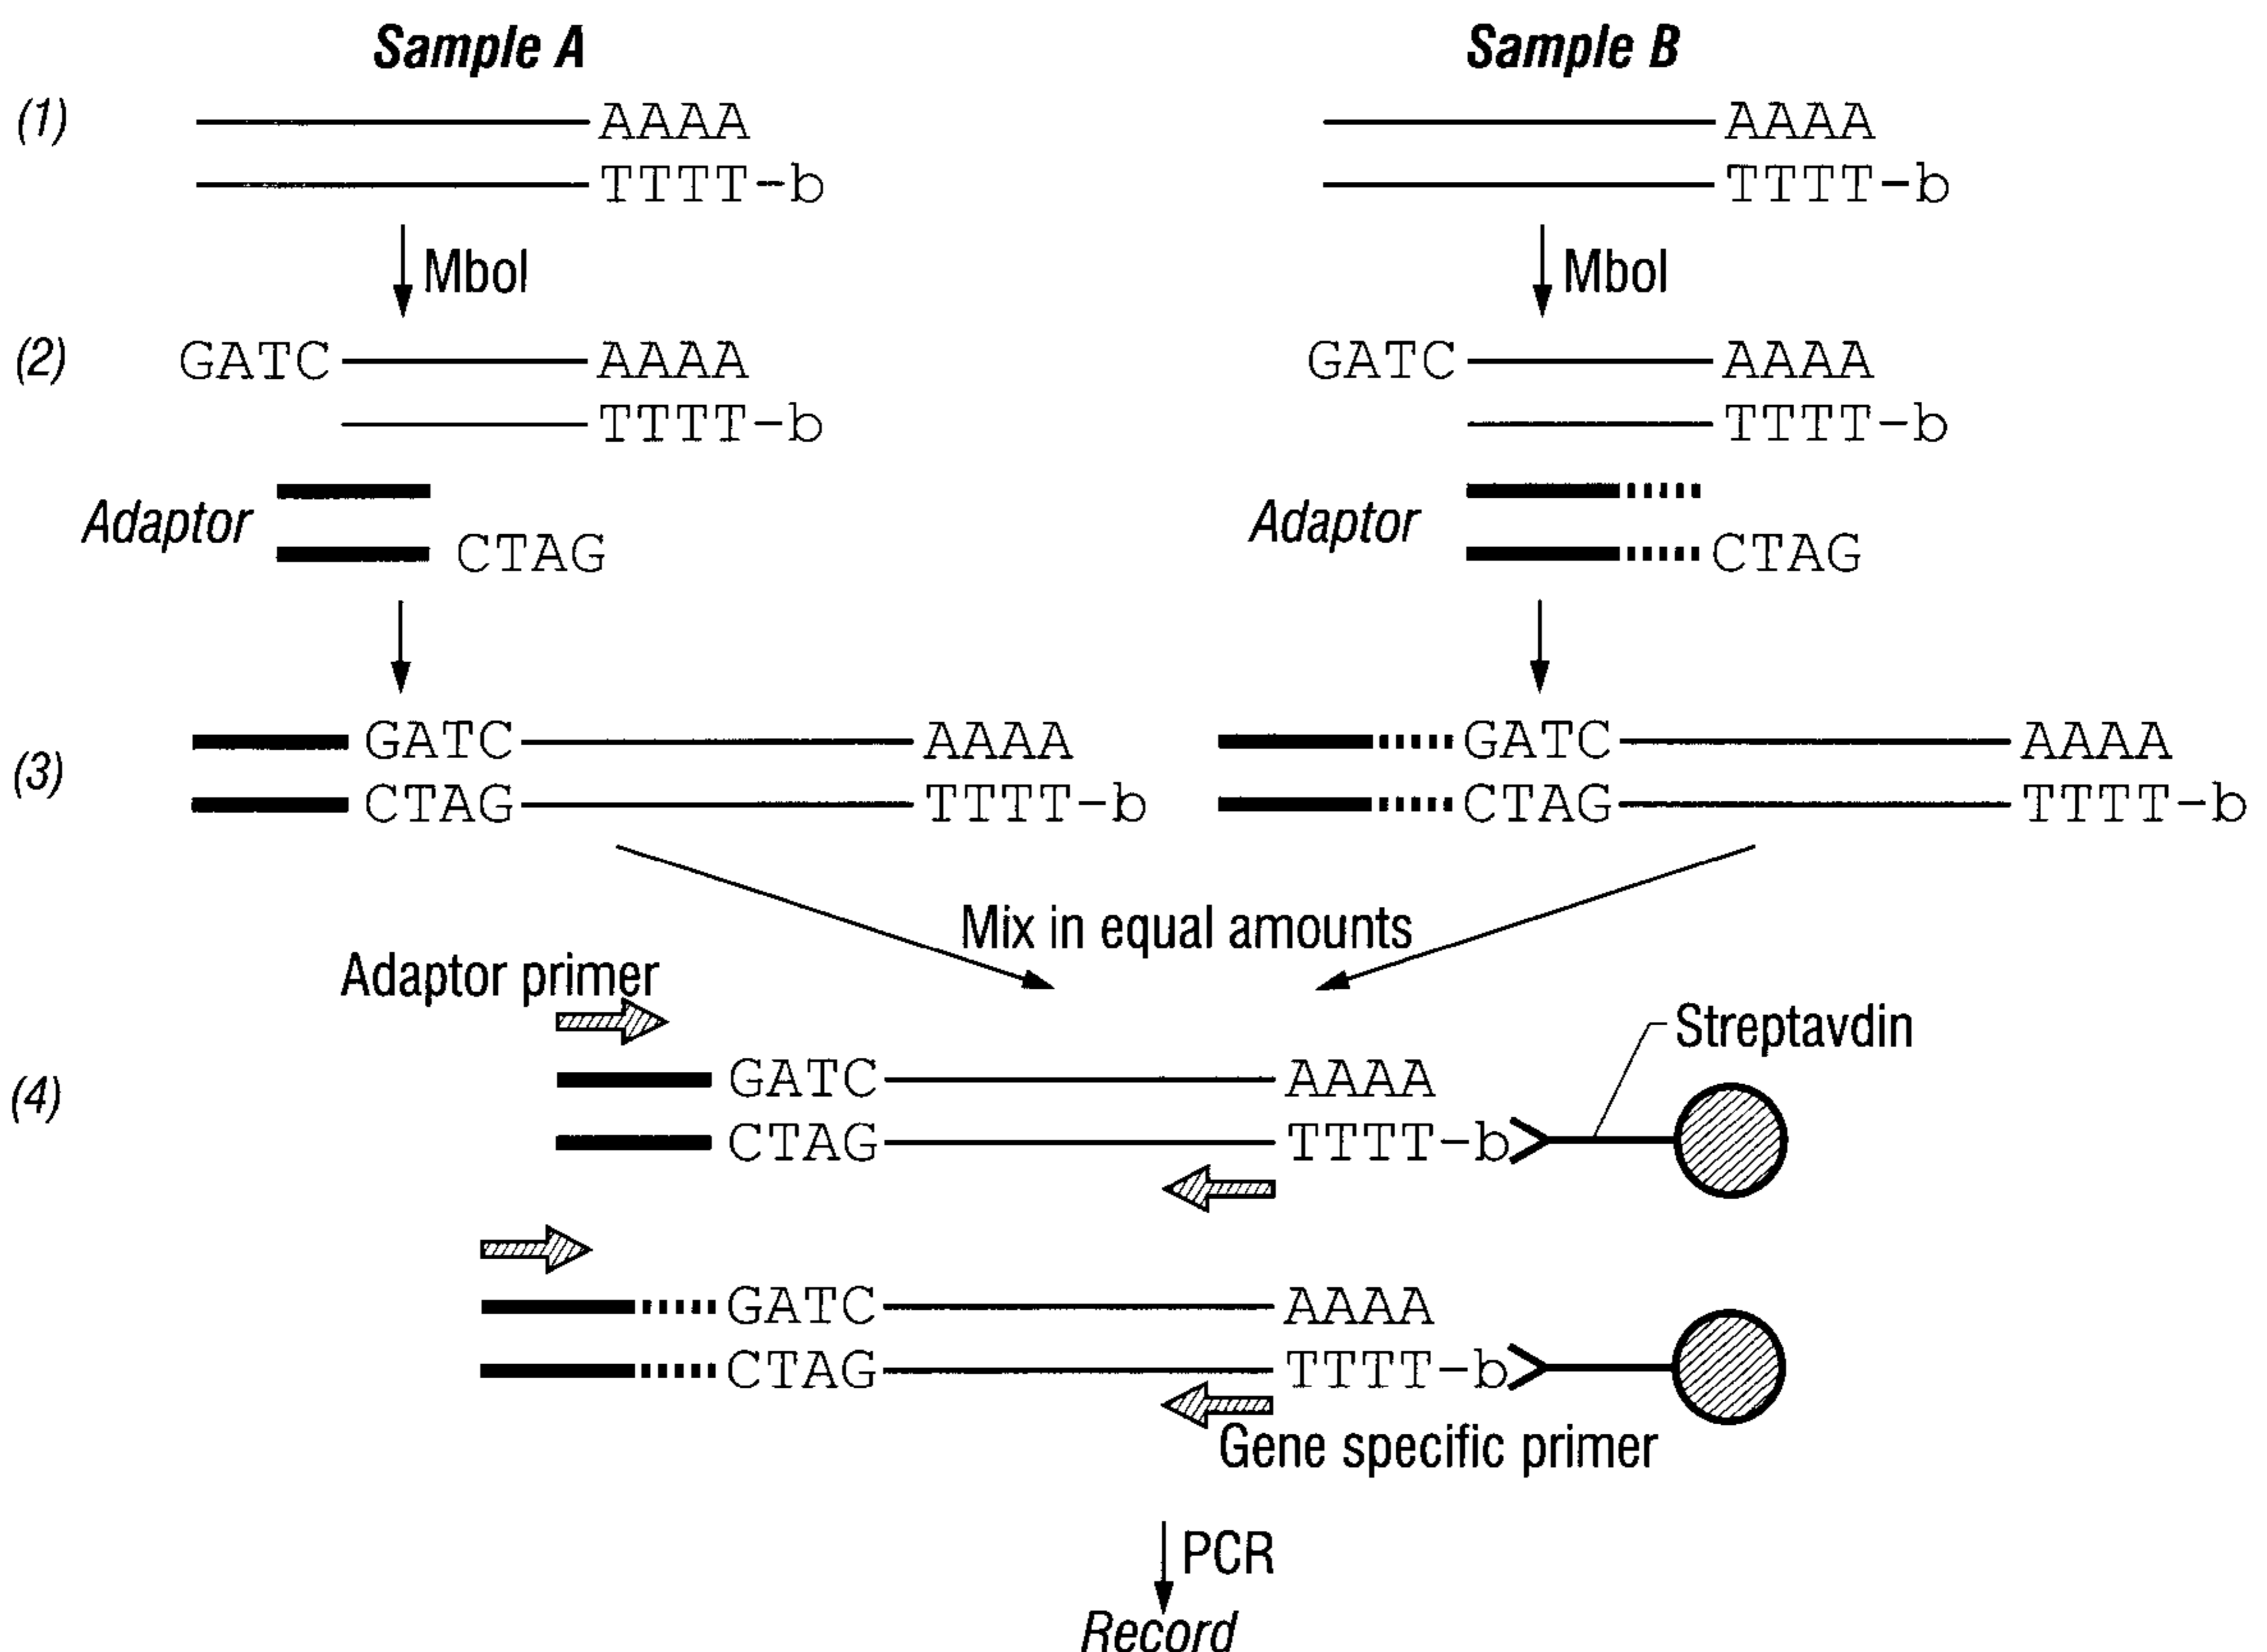 Sample A Sample B
(1) AAAA AAAA
TTTT-b TTTT-b
MboI MboI
(2) GATC AAAA GATC AAAA
TTTT-b TTTT-b
Adaptor Adaptor
CTAG CTAG
GATC AAAA GATC AAAA
(3)
CTAG TTTT-b CTAG TTTT-b
Mix in equal amounts
Adaptor primer
Streptavdin
(4) GATC AAAA
CTAG TTTT-b
GATC AAAA
CTAG TTTT-b
Gene specific primer
PCR
Record